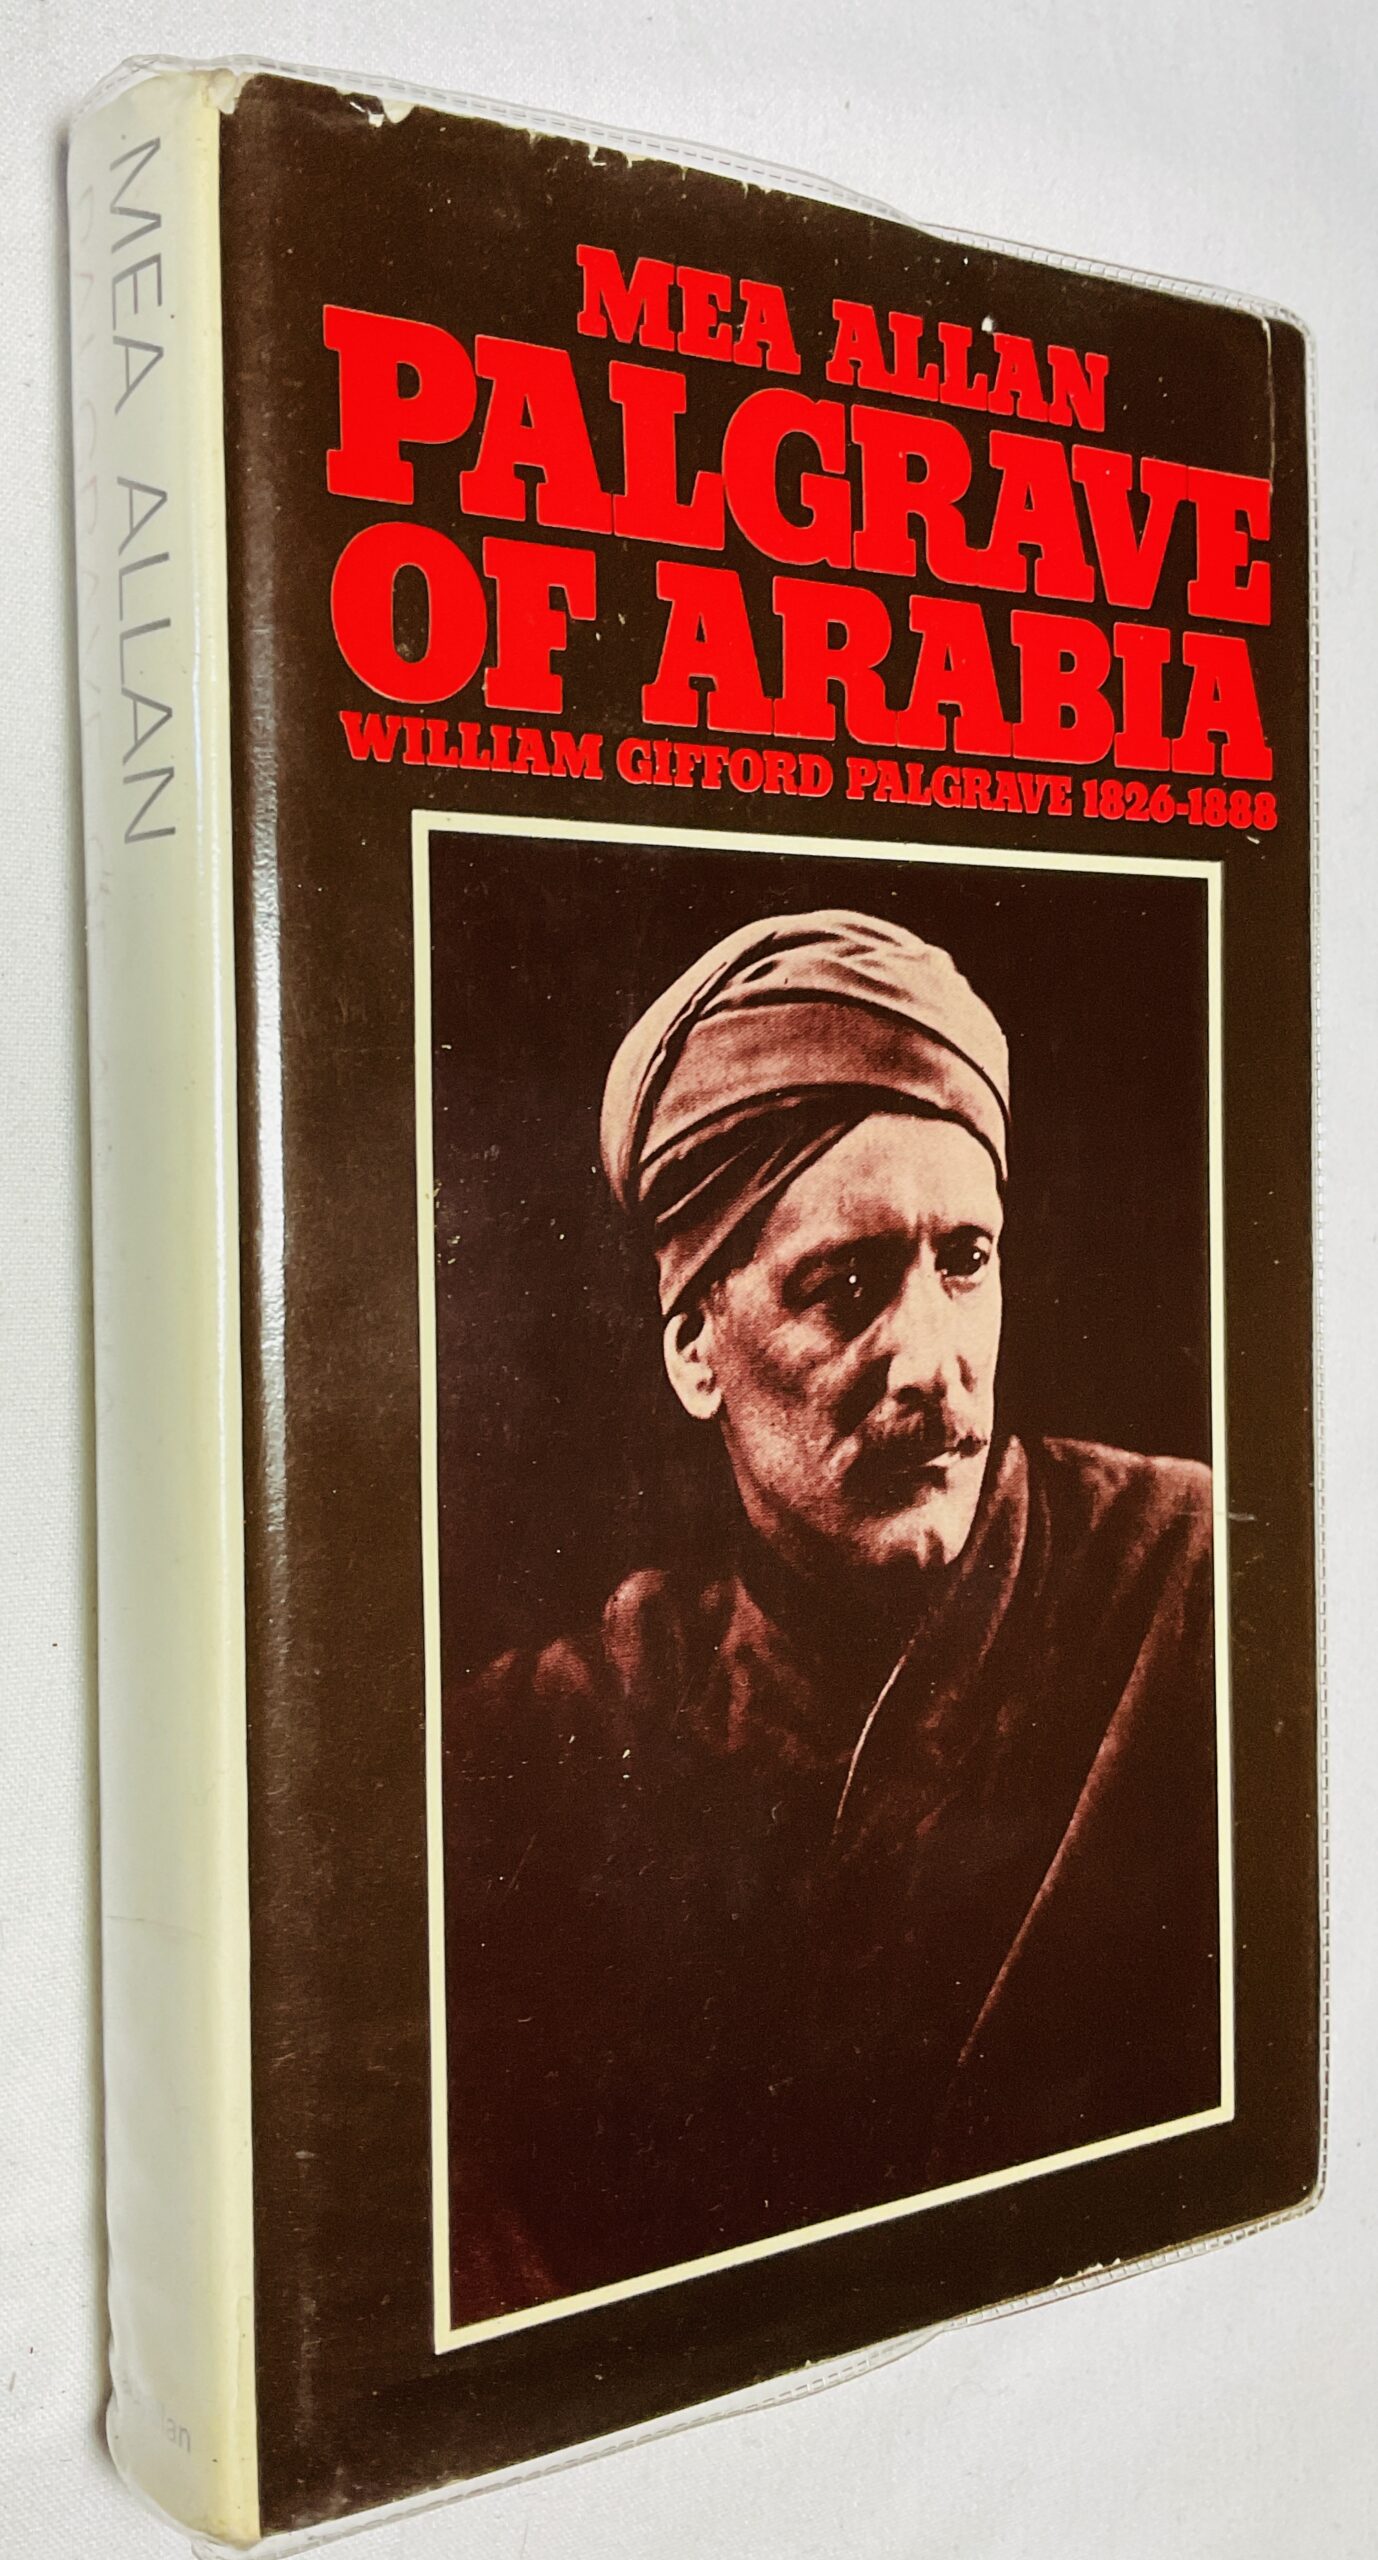 MEA ALLAN
MEA ALLAN
PALGRAVE
OF ARABIA
WILLIAM GIFFORD PALGRAVE 1826-1888